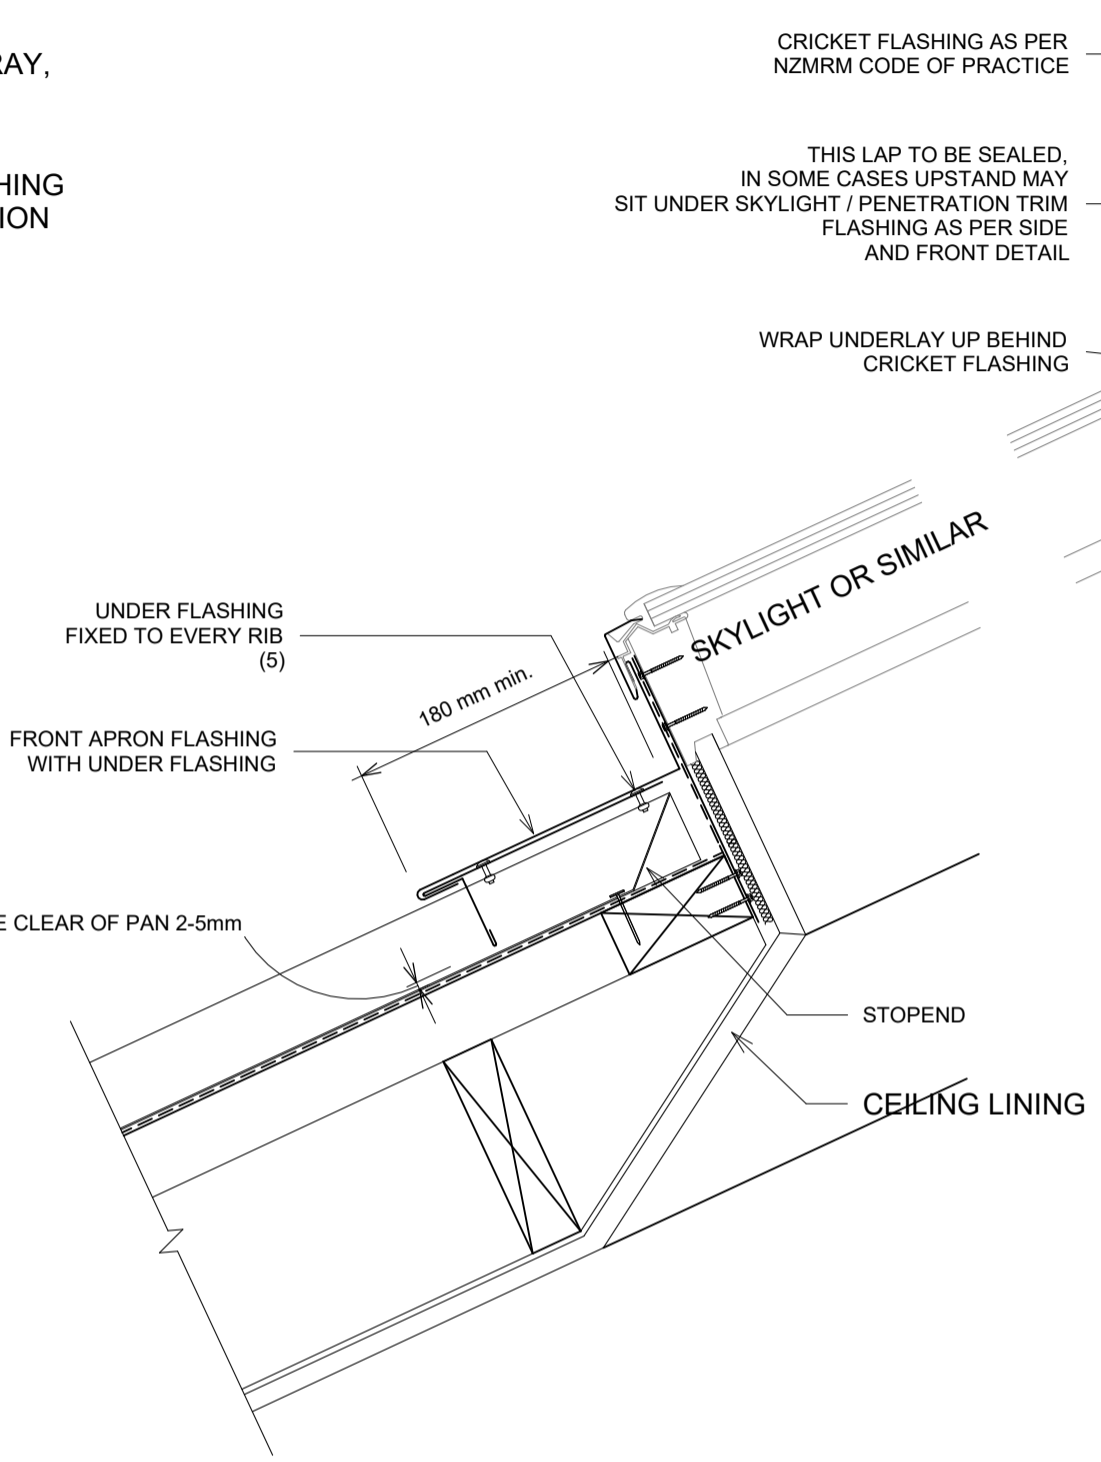 CRICKET FLASHING AS PER
NZMRM CODE OF PRACTICE
THIS LAP TO BE SEALED,
IN SOME CASES UPSTAND MAY
SIT UNDER SKYLIGHT / PENETRATION TRIM
FLASHING AS PER SIDE
AND FRONT DETAIL
WRAP UNDERLAY UP BEHIND
CRICKET FLASHING
SKYLIGHT OR SIMILAR
UNDER FLASHING
FIXED TO EVERY RIB
(5)
180 mm min.
FRONT APRON FLASHING
WITH UNDER FLASHING
CLEAR OF PAN 2-5mm
STOPEND
CEILING LINING